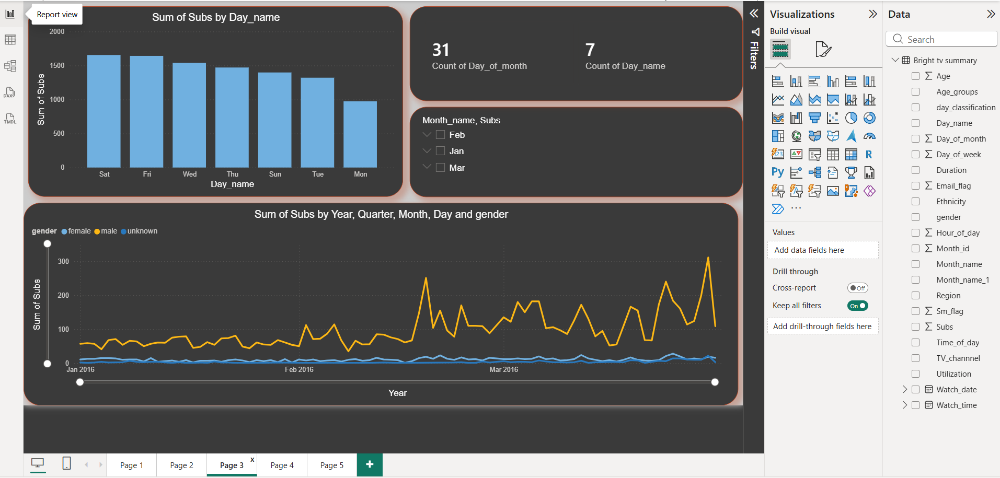 Report view
Sum of Subs by Day_name
2000
1500
1000
500
0
Sum of Subs
Sat
Fri
Wed
Thu
Sun
Tue
Mon
Day_name
31
Count of Day_of_month
7
Count of Day_name
Month_name, Subs
Feb
Jan
Mar
Sum of Subs by Year, Quarter, Month, Day and gender
gender female male unknown
300
200
100
0
Sum of Subs
Jan 2016
Feb 2016
Mar 2016
Year
Page 1
Page 2
Page 3
x
Page 4
Page 5
+
DAX
TMDL
Filters
Visualizations
Build visual
123
R
Py
...
Values
Add data fields here
Drill through
Cross-report
Off
Keep all filters
On
Add drill-through fields here
Data
Search
Bright tv summary
Age
Age_groups
day_classification
Day_name
Day_of_month
Day_of_week
Duration
Email_flag
Ethnicity
gender
Hour_of_day
Month_id
Month_name
Month_name_1
Region
Sm_flag
Subs
Time_of_day
TV_channnel
Utilization
Watch_date
Watch_time